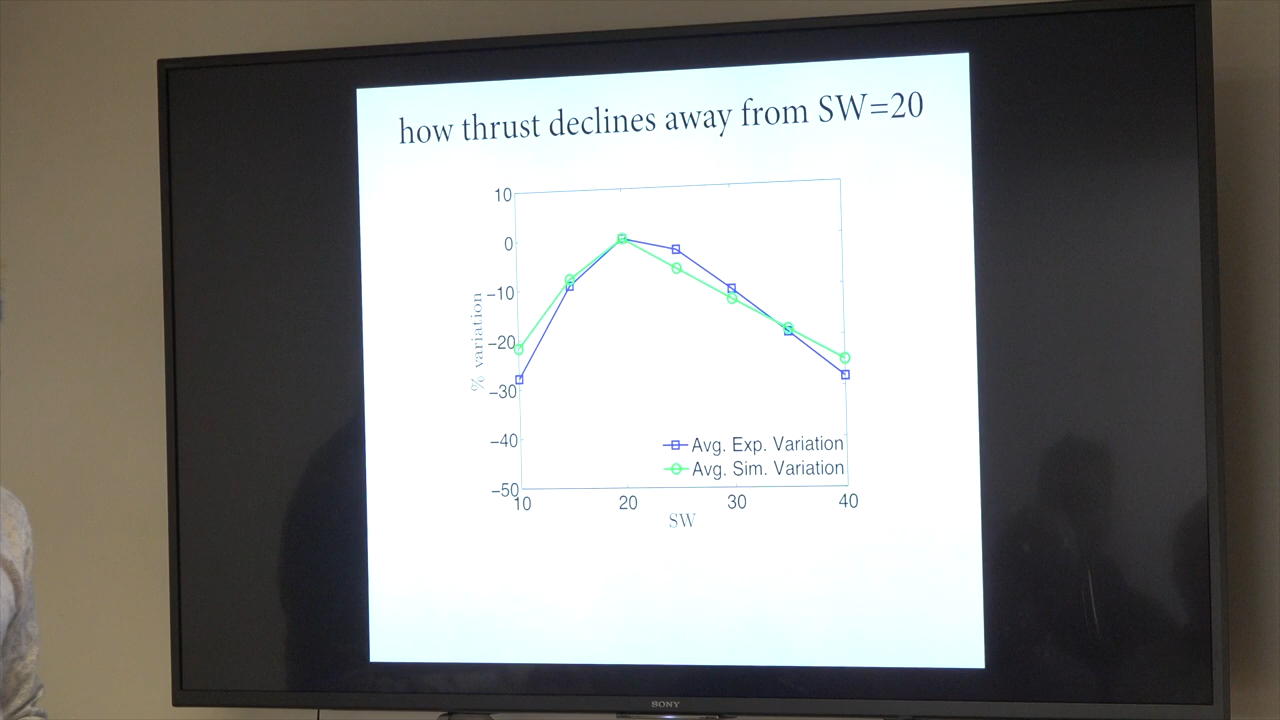 how thrust declines away from SW=20
10
0
−10
−20
−30
−40
−50
% variation
10 20 30 40
SW
Avg. Exp. Variation
Avg. Sim. Variation
SONY